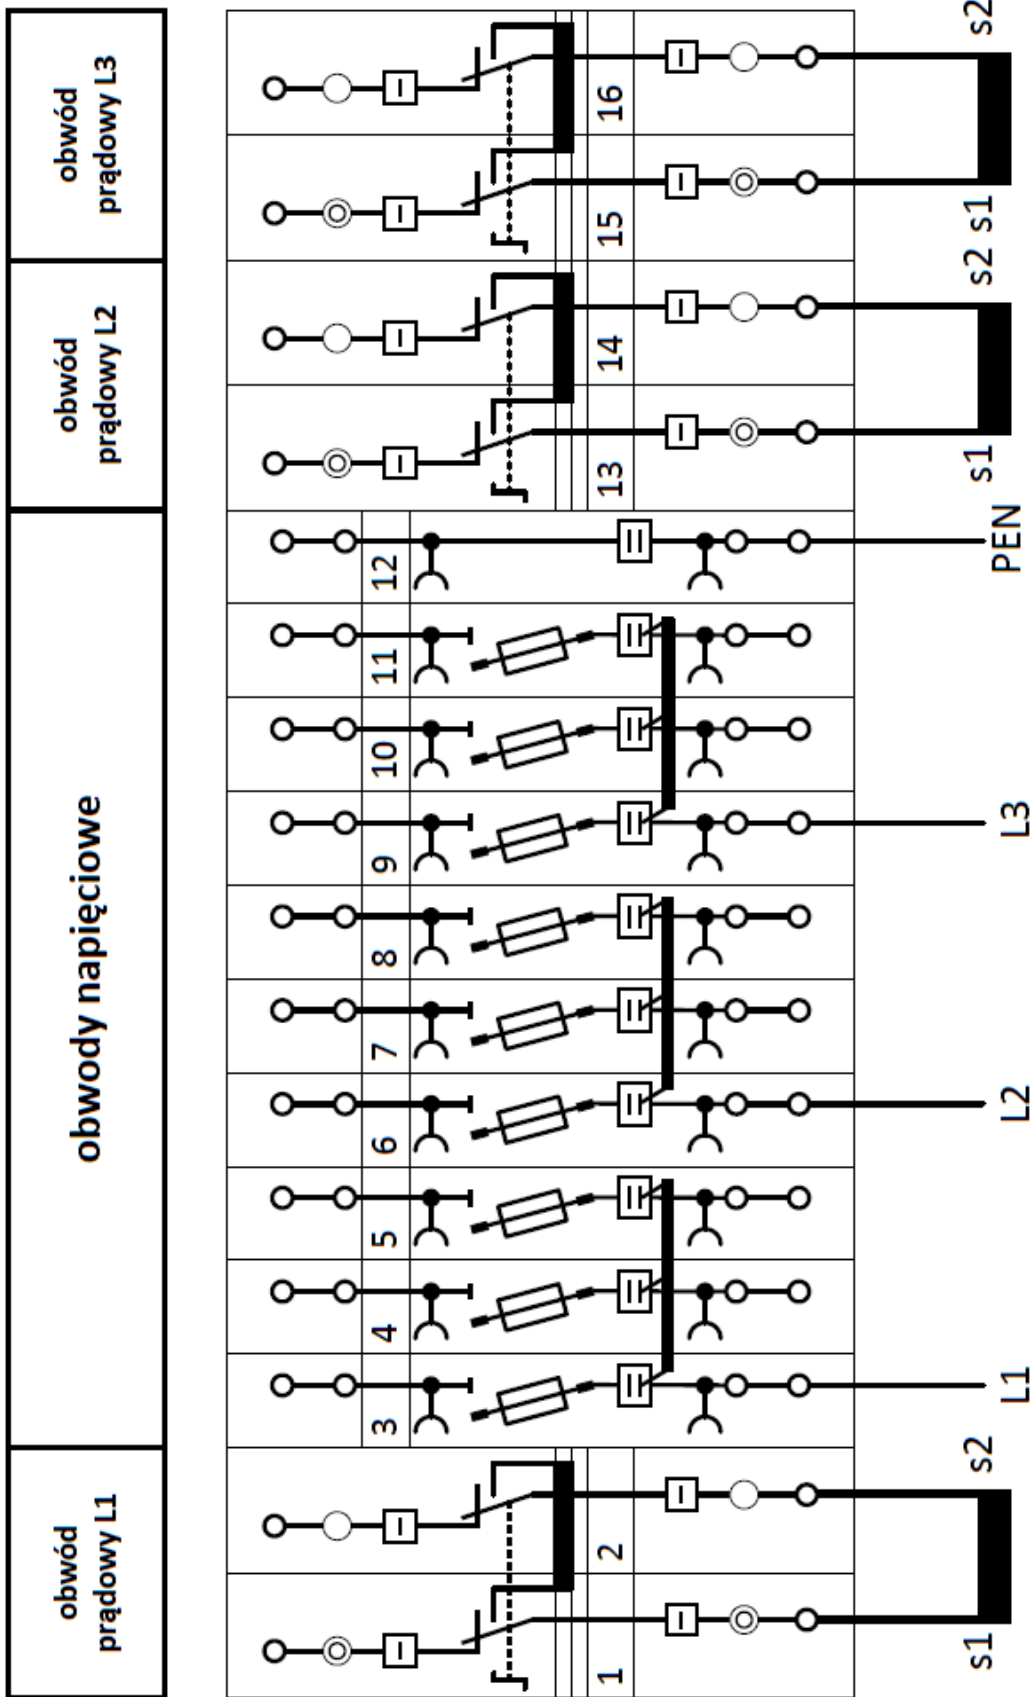 obwód
prądowy L1
obwody napięciowe
obwód
prądowy L2
obwód
prądowy L3
3 4 5 6 7 8 9 10 11 12
1 2 13 14 15 16
s1 s2 L1 L2 L3 PEN s1 s2 s1 s2